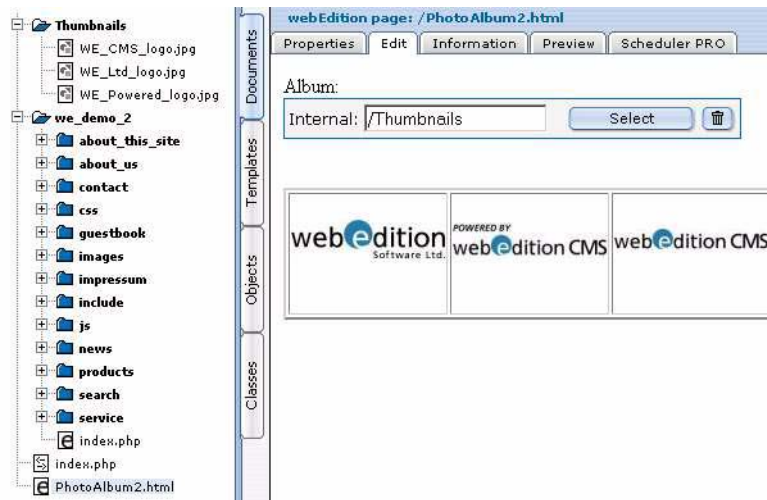 Thumbnails
WE_CMS_logo.jpg
WE_Ltd_logo.jpg
WE_Powered_logo.jpg
we_demo_2
about_this_site
about_us
contact
css
guestbook
images
impressum
include
js
news
products
search
service
index.php
index.php
PhotoAlbum2.html
Documents
Templates
Objects
Classes
webEdition page: /PhotoAlbum2.html
Properties Edit Information Preview Scheduler PRO
Album:
Internal: /Thumbnails Select
webedition
Software Ltd.
POWERED BY
webedition CMS
webedition CMS